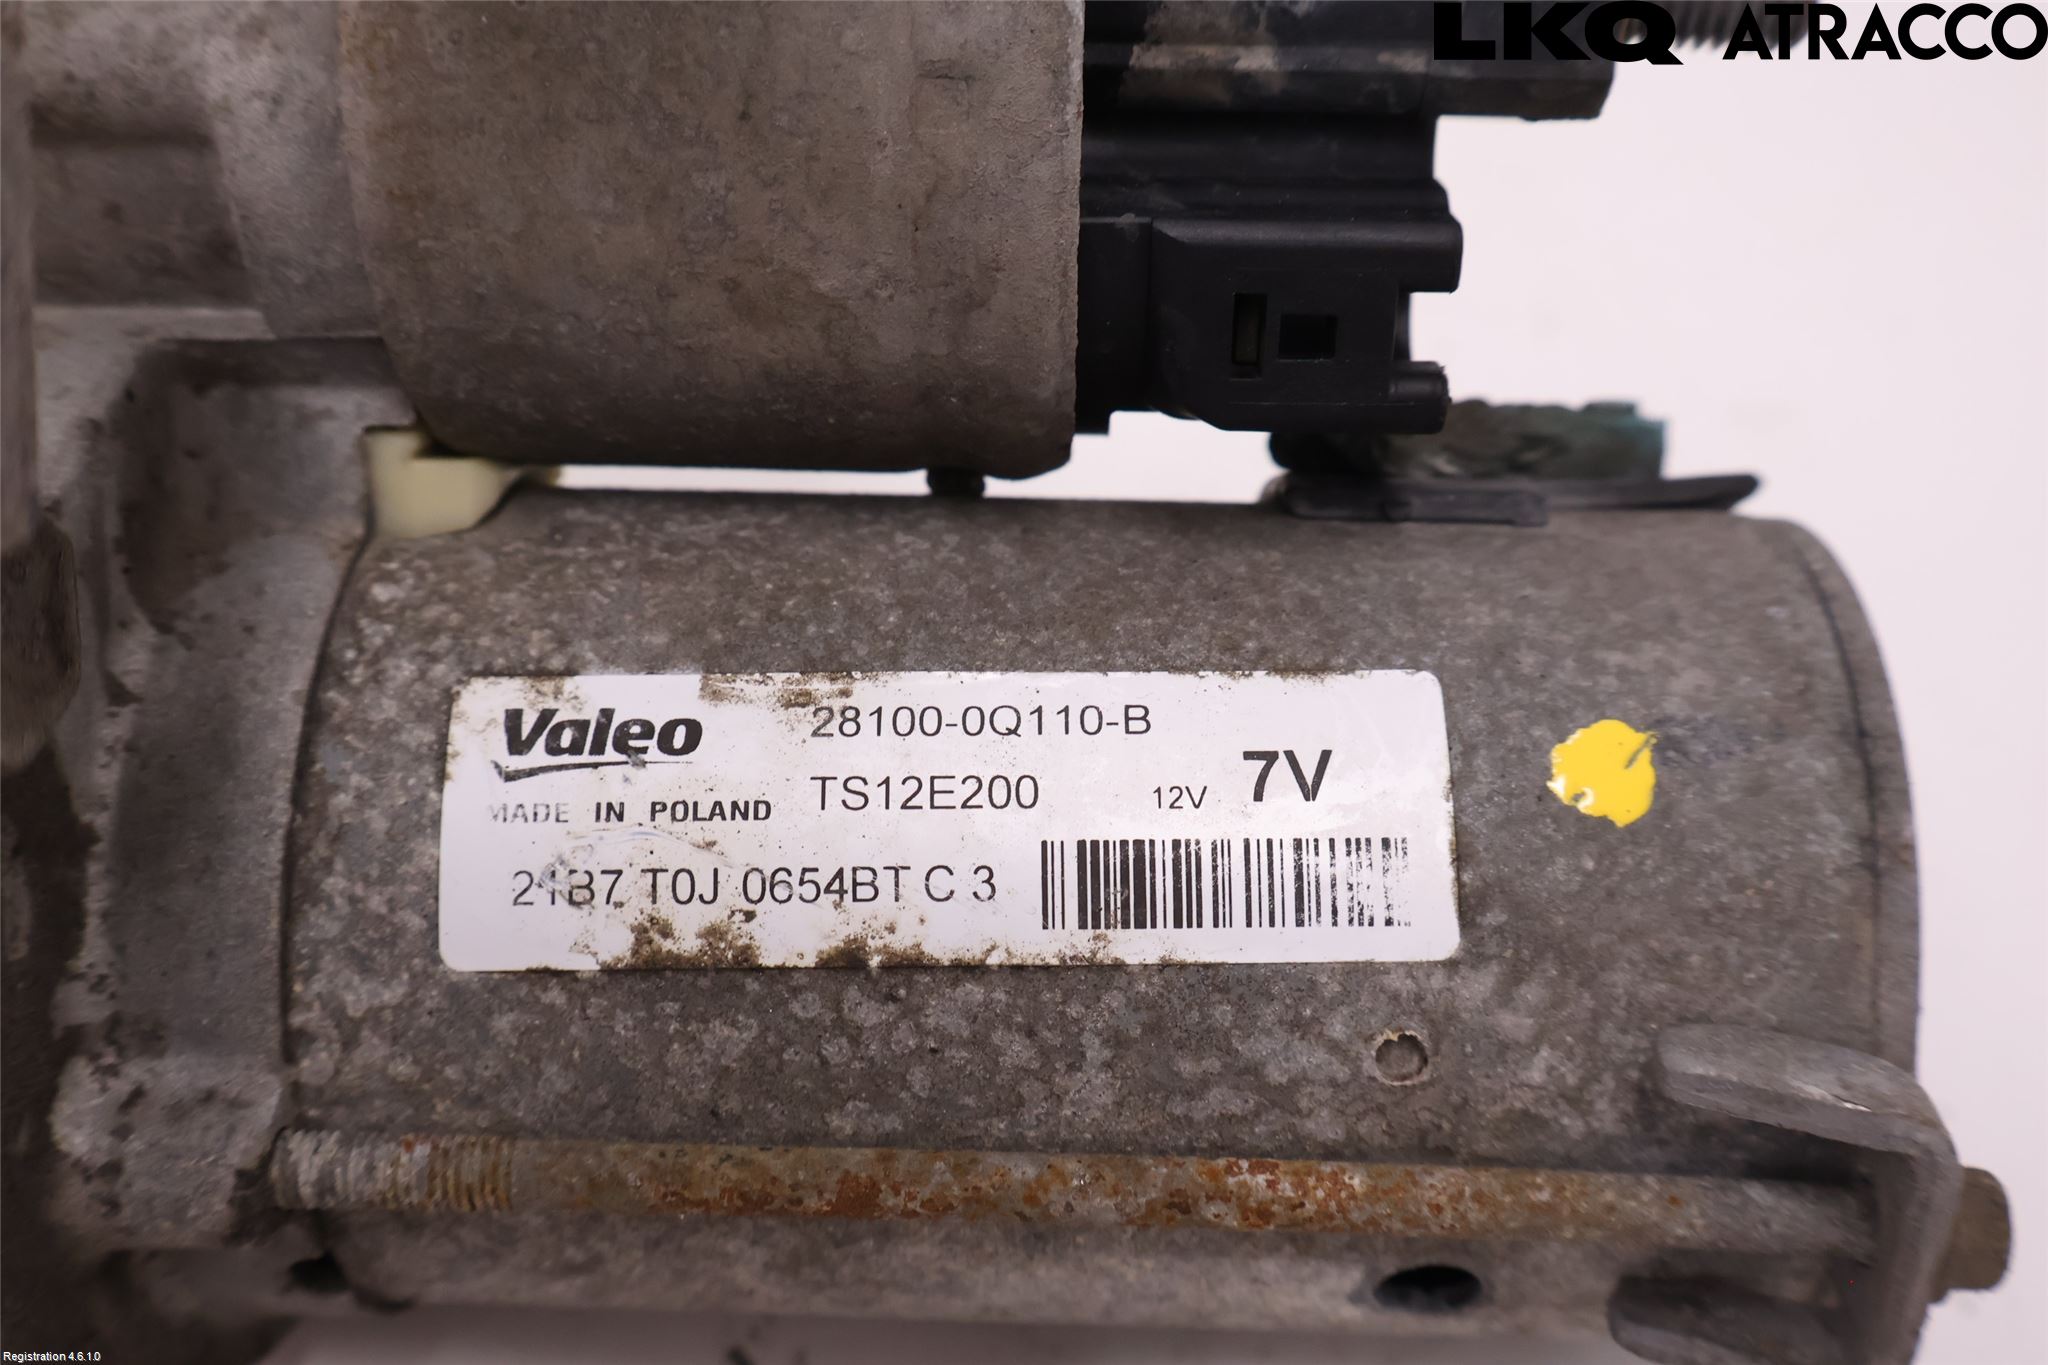 LKQ ATRACCO
Valeo 28100-0Q110-B
MADE IN POLAND TS12E200 12V 7V
21B7 T0J 0654BT C 3
Registration 4.6.1.0